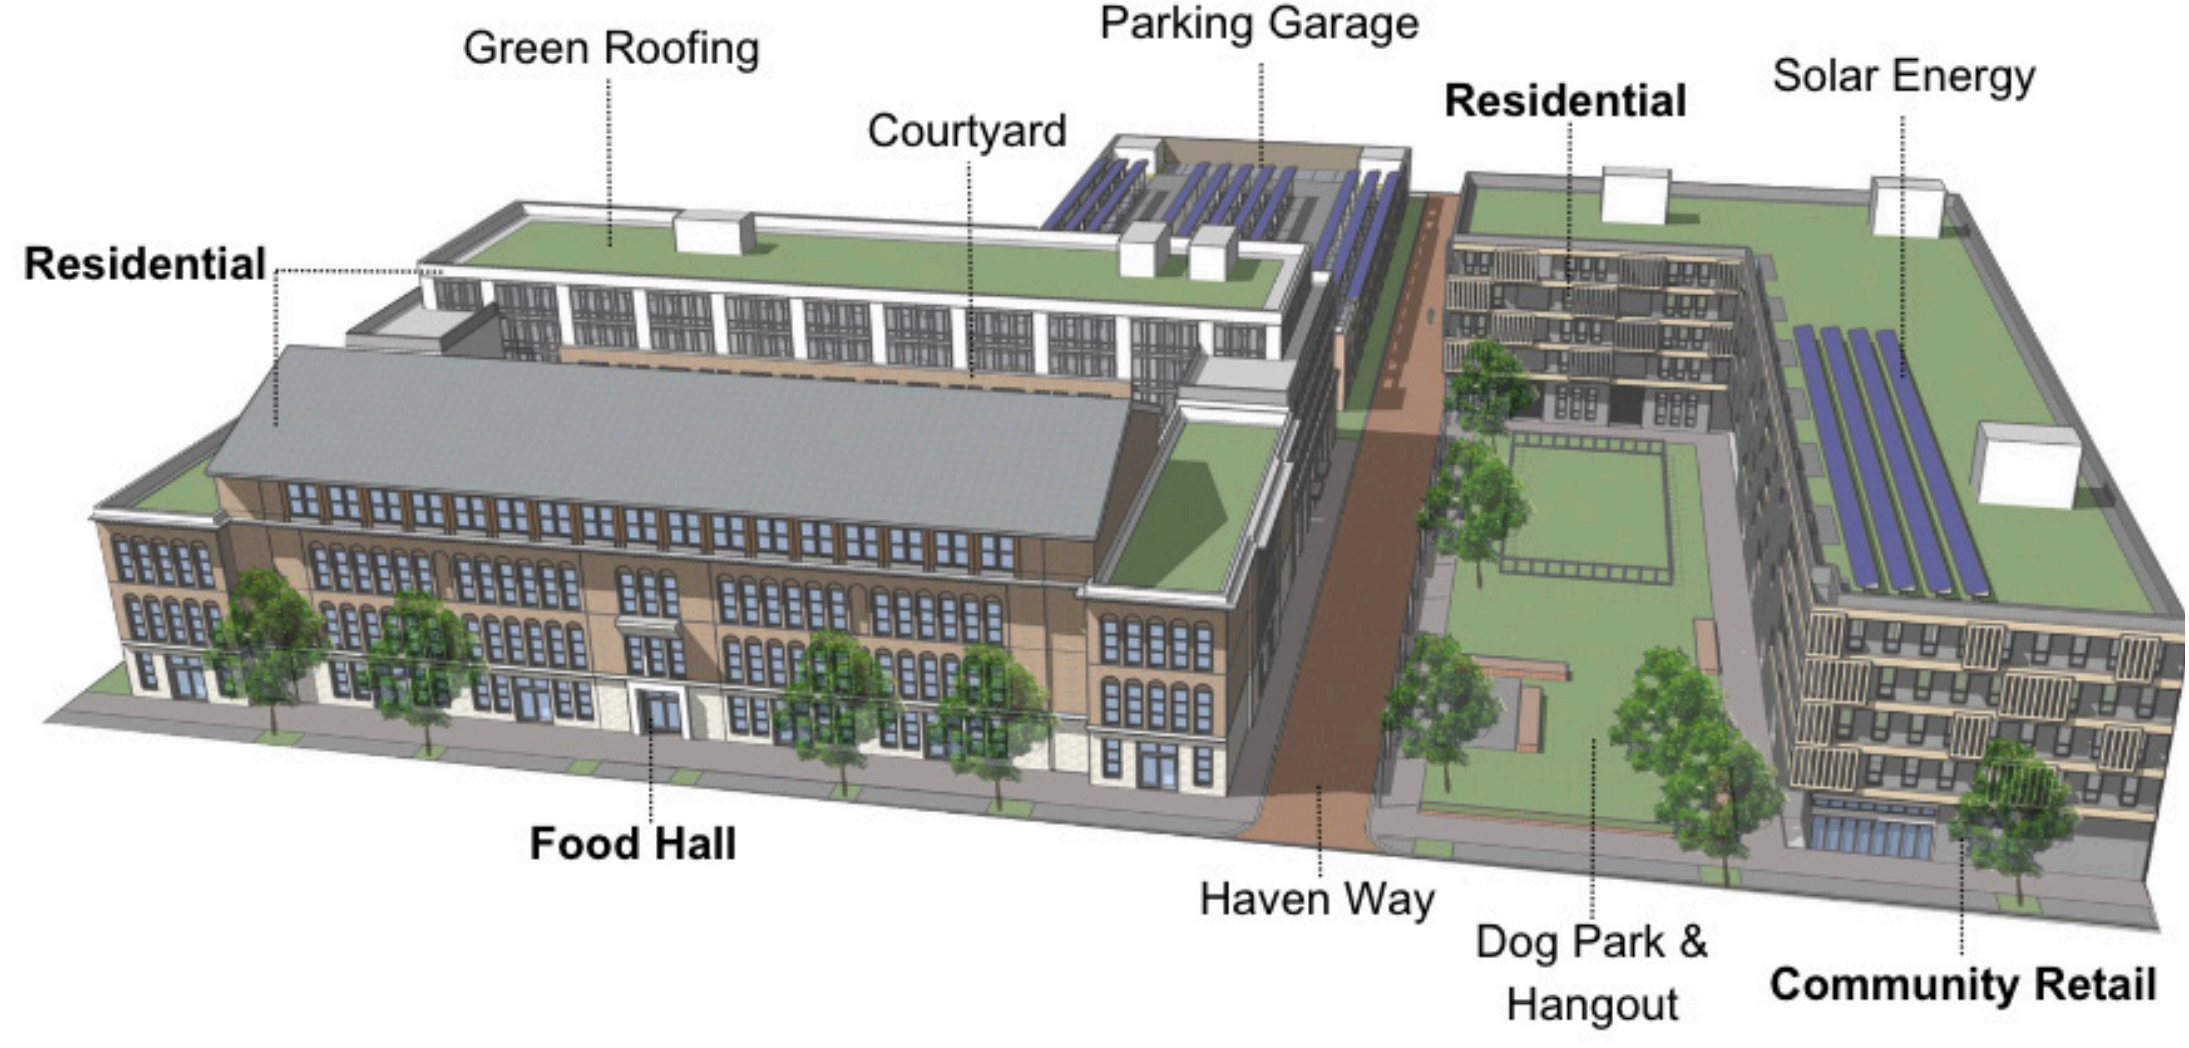 Parking Garage
Green Roofing
Solar Energy
Residential
Courtyard
Residential
Food Hall
Haven Way
Dog Park &
Hangout
Community Retail